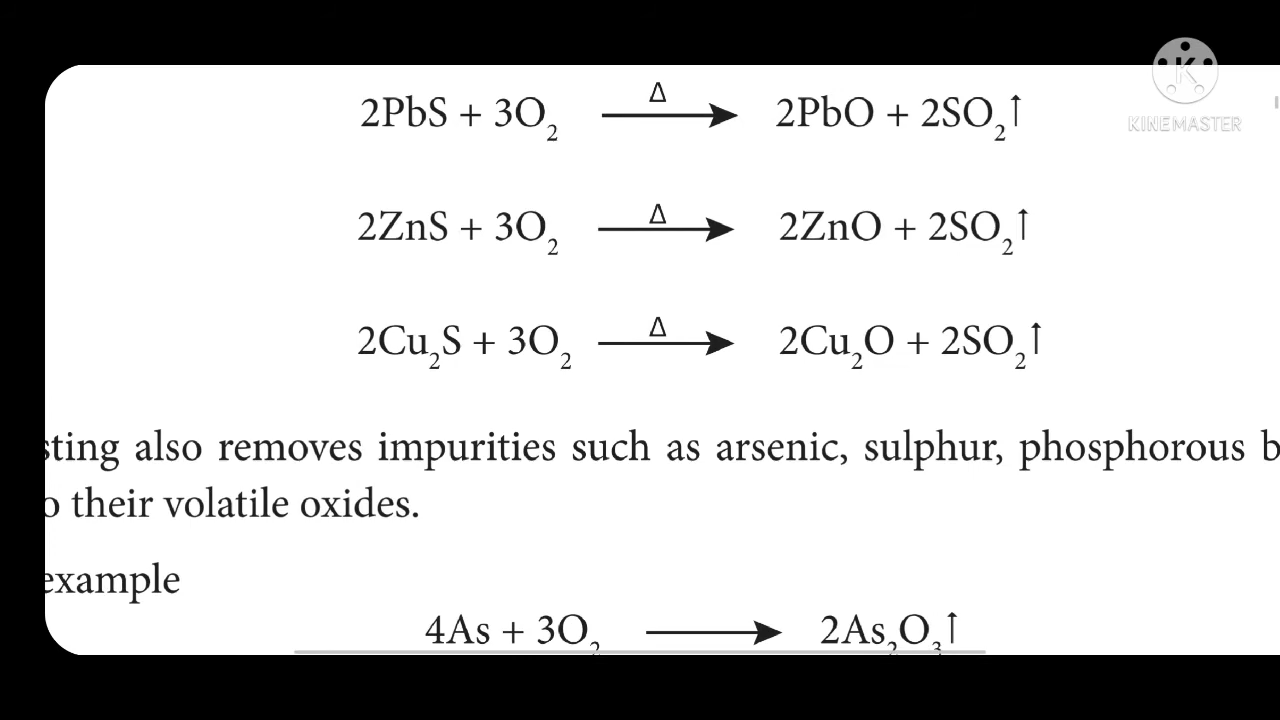 2PbS + 3O₂ —Δ→ 2PbO + 2SO₂↑
KINEMASTER
2ZnS + 3O₂ —Δ→ 2ZnO + 2SO₂↑
2Cu₂S + 3O₂ —Δ→ 2Cu₂O + 2SO₂↑
sting also removes impurities such as arsenic, sulphur, phosphorous b
o their volatile oxides.
example
4As + 3O₂ → 2As₂O₃↑